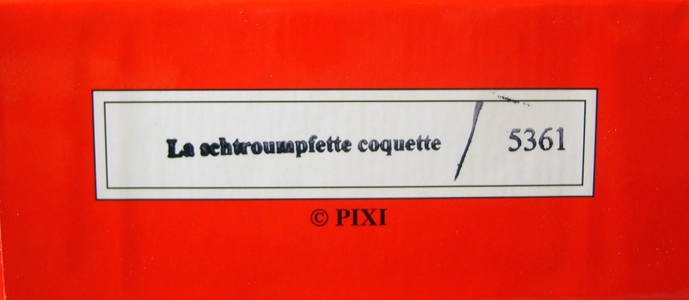 La schtroumpfette coquette / 5361
© PIXI